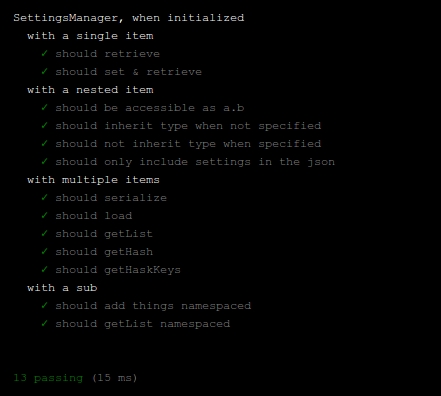 SettingsManager, when initialized
with a single item
✓ should retrieve
✓ should set & retrieve
with a nested item
✓ should be accessible as a.b
✓ should inherit type when not specified
✓ should not inherit type when specified
✓ should only include settings in the json
with multiple items
✓ should serialize
✓ should load
✓ should getList
✓ should getHash
✓ should getHaskKeys
with a sub
✓ should add things namespaced
✓ should getList namespaced
13 passing (15 ms)